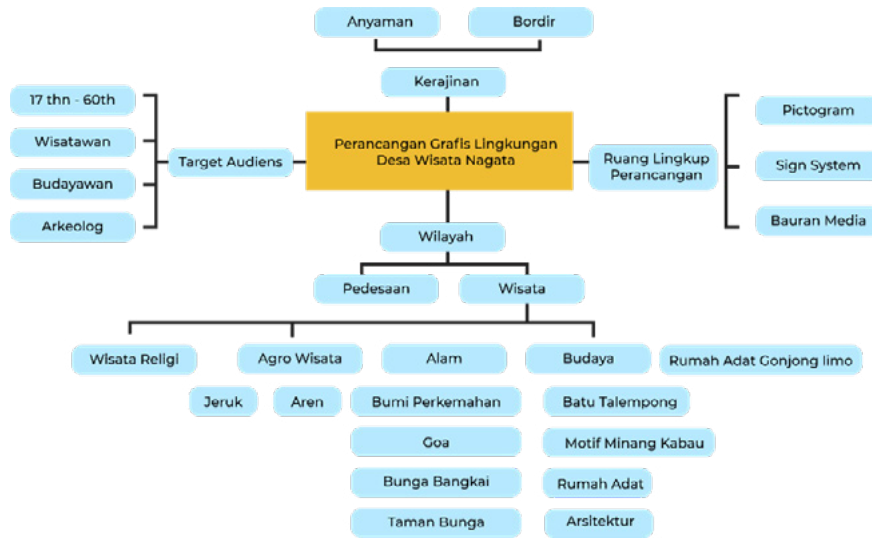 Anyaman
Bordir
Kerajinan
17 thn - 60th
Wisatawan
Budayawan
Arkeolog
Target Audiens
Perancangan Grafis Lingkungan
Desa Wisata Nagata
Ruang Lingkup
Perancangan
Pictogram
Sign System
Bauran Media
Wilayah
Pedesaan
Wisata
Wisata Religi
Agro Wisata
Alam
Budaya
Rumah Adat Gonjong limo
Jeruk
Aren
Bumi Perkemahan
Batu Talempong
Goa
Motif Minang Kabau
Bunga Bangkai
Rumah Adat
Taman Bunga
Arsitektur